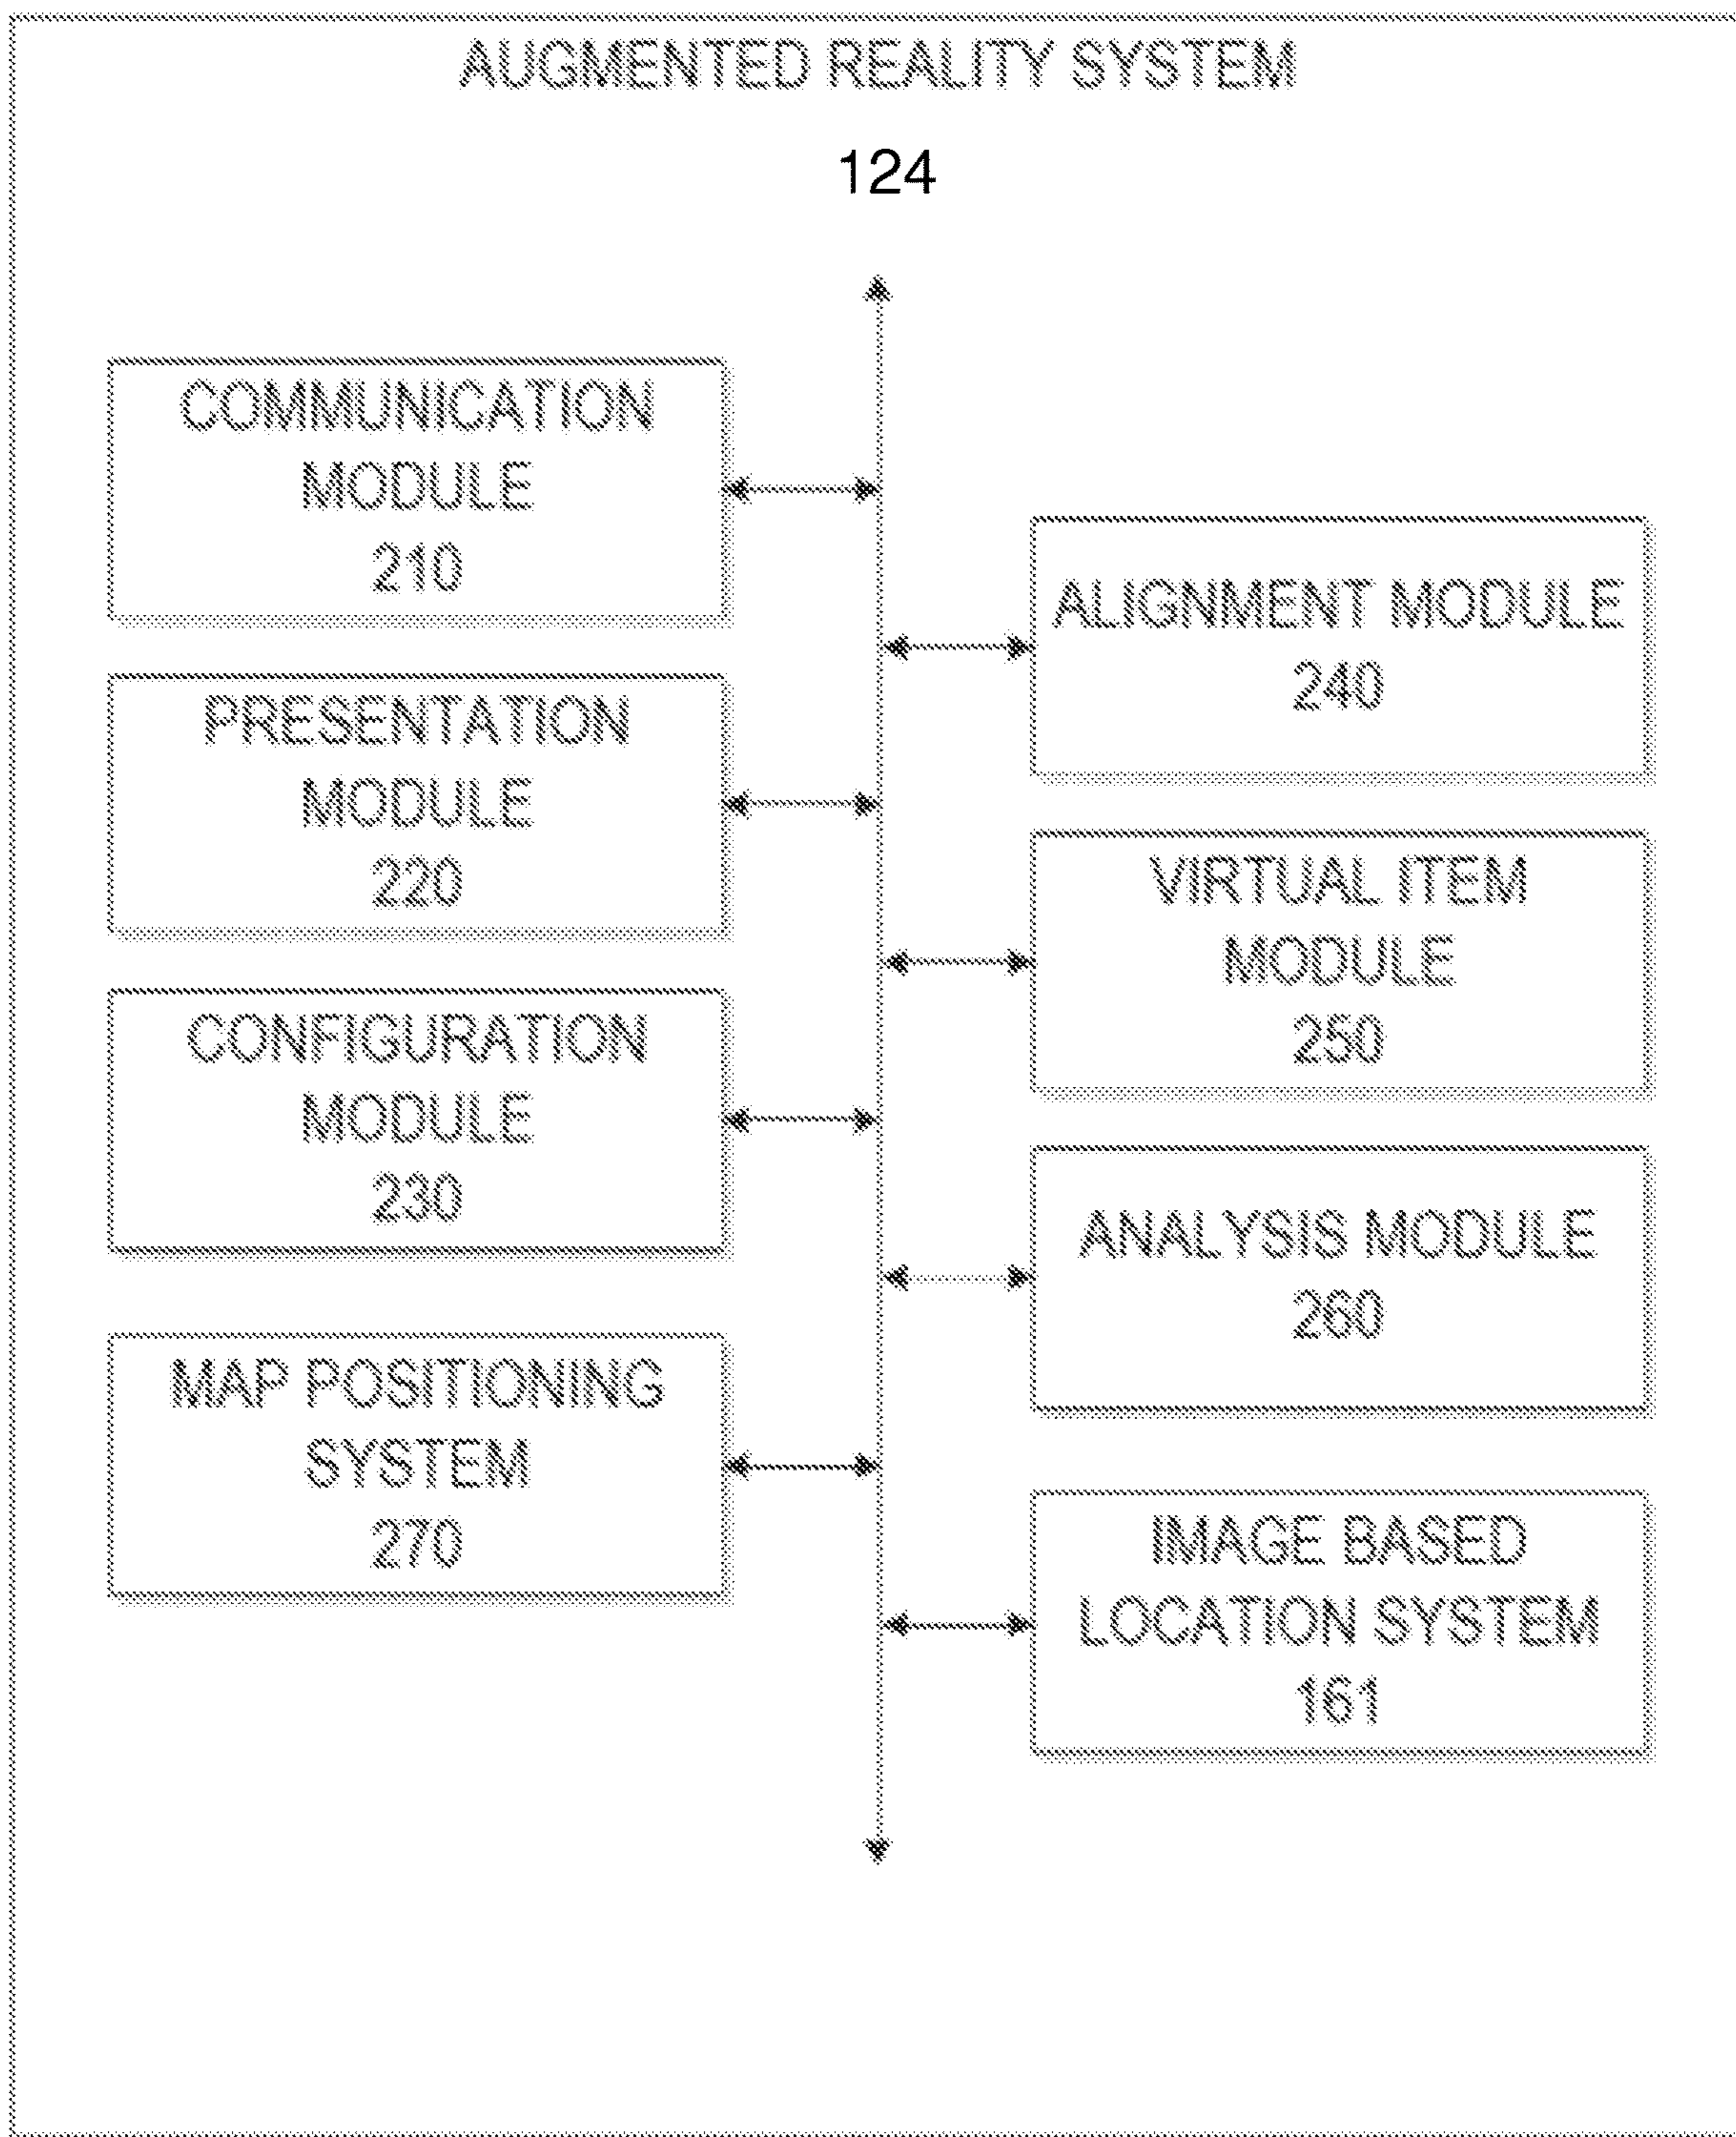 AUGMENTED REALITY SYSTEM
124
COMMUNICATION
MODULE
210
PRESENTATION
MODULE
220
CONFIGURATION
MODULE
230
MAP POSITIONING
SYSTEM
270
ALIGNMENT MODULE
240
VIRTUAL ITEM
MODULE
250
ANALYSIS MODULE
260
IMAGE BASED
LOCATION SYSTEM
161